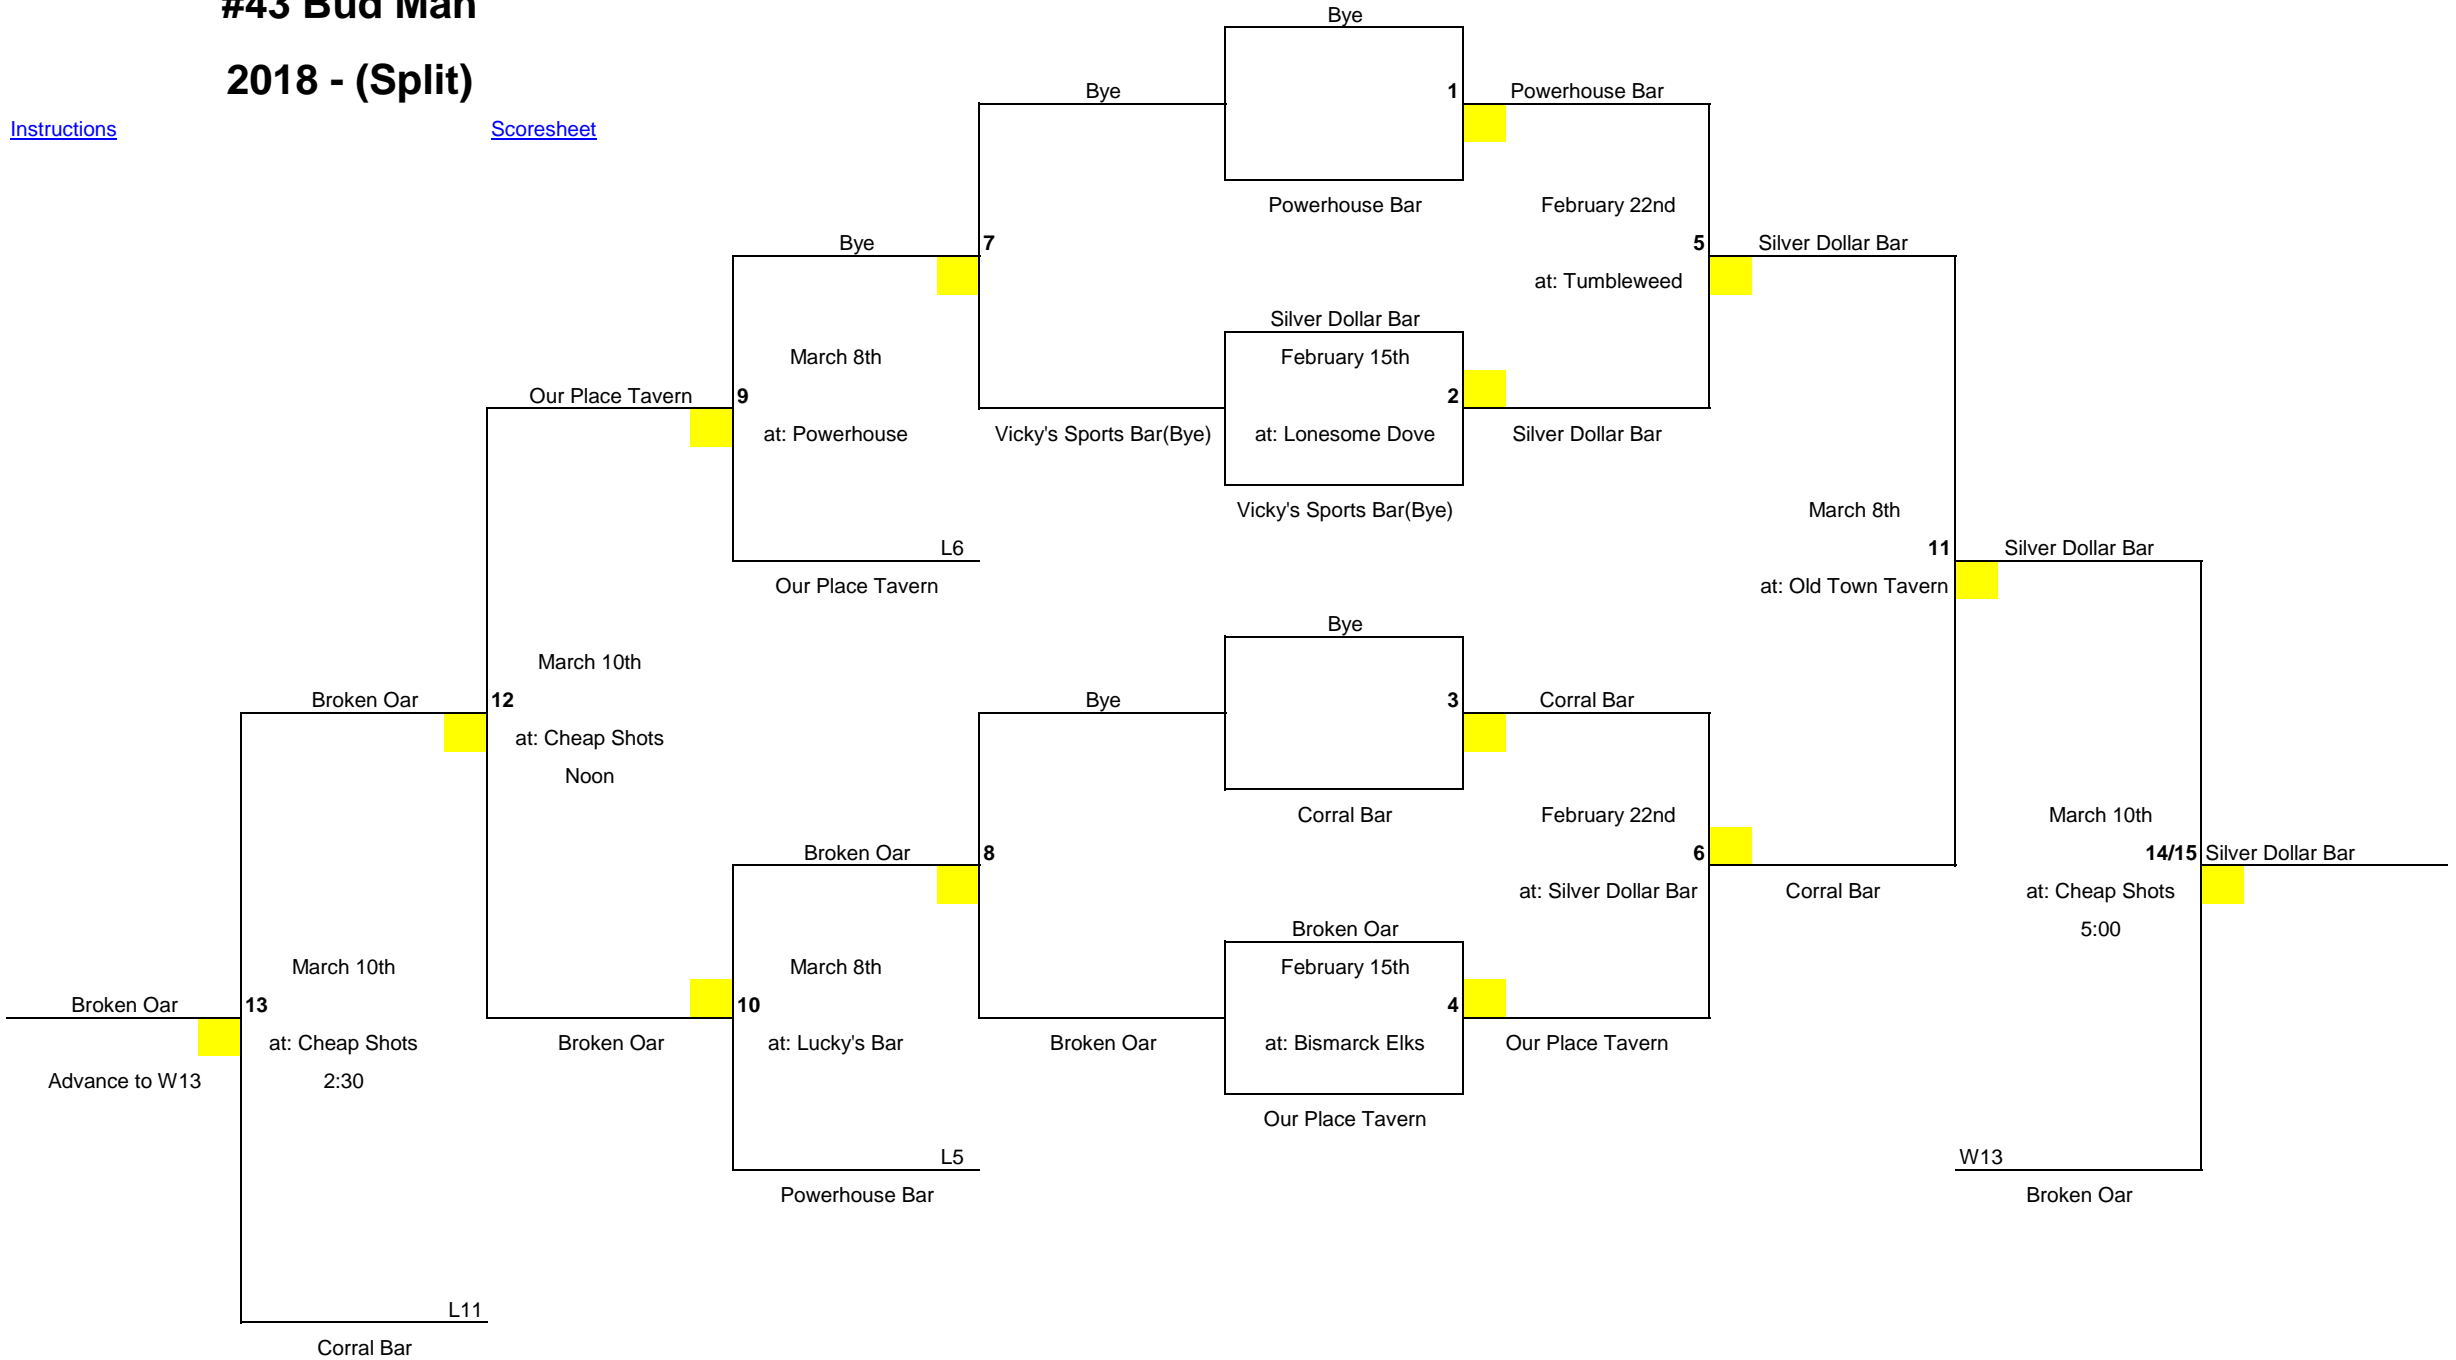 #43 Bud Man
Bye
2018 - (Split)
Bye
1
Powerhouse Bar
Instructions
Scoresheet
Powerhouse Bar
February 22nd
Bye
7
5
Silver Dollar Bar
at: Tumbleweed
Silver Dollar Bar
March 8th
February 15th
Our Place Tavern
9
2
at: Powerhouse
Vicky's Sports Bar(Bye)
at: Lonesome Dove
Silver Dollar Bar
Vicky's Sports Bar(Bye)
March 8th
L6
11
Silver Dollar Bar
Our Place Tavern
at: Old Town Tavern
Bye
March 10th
Broken Oar
12
Bye
3
Corral Bar
at: Cheap Shots
Noon
Corral Bar
February 22nd
March 10th
Broken Oar
8
6
14/15
Silver Dollar Bar
at: Silver Dollar Bar
Corral Bar
at: Cheap Shots
Broken Oar
5:00
March 10th
March 8th
February 15th
Broken Oar
13
10
4
at: Cheap Shots
Broken Oar
at: Lucky's Bar
Broken Oar
at: Bismarck Elks
Our Place Tavern
Advance to W13
2:30
Our Place Tavern
L5
W13
Powerhouse Bar
Broken Oar
L11
Corral Bar